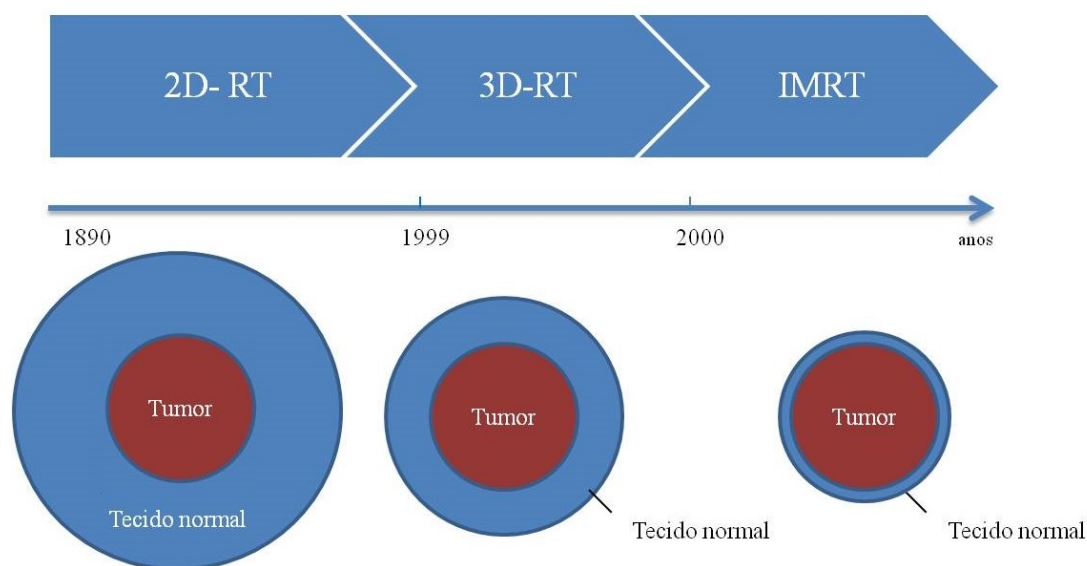 2D- RT
3D-RT
IMRT
1890
1999
2000
anos
Tumor
Tumor
Tumor
Tecido normal
Tecido normal
Tecido normal